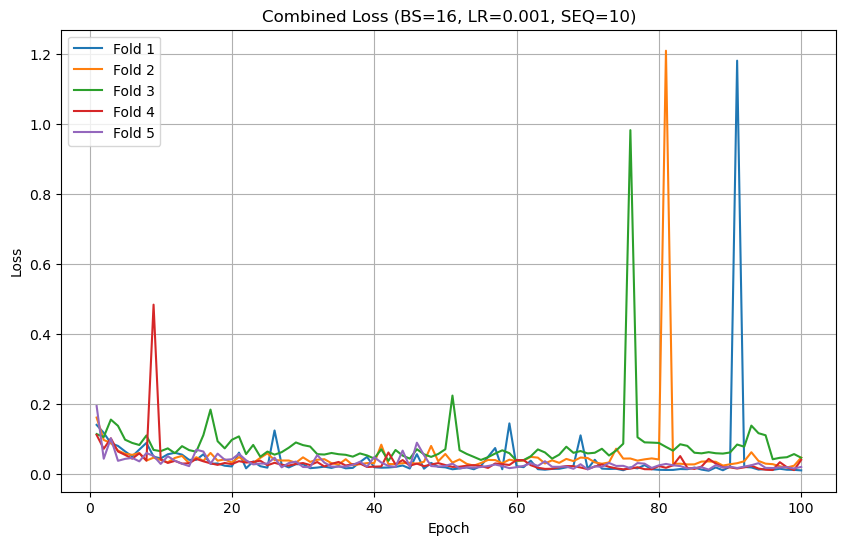 Combined Loss (BS=16, LR=0.001, SEQ=10)
Fold 1
Fold 2
Fold 3
Fold 4
Fold 5
1.2
1.0
0.8
0.6
0.4
0.2
0.0
Loss
0 20 40 60 80 100
Epoch